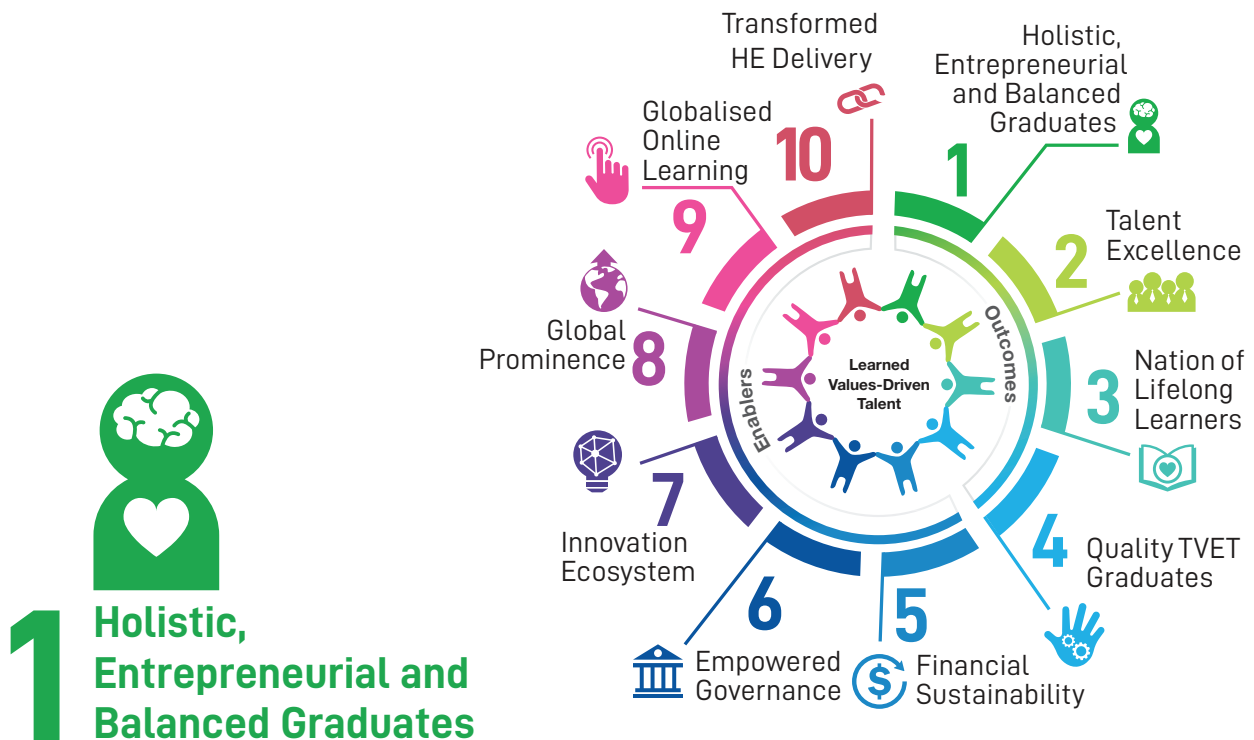 1
Holistic,
Entrepreneurial and
Balanced Graduates
1
Holistic,
Entrepreneurial
and Balanced
Graduates
2
Talent
Excellence
3
Nation of
Lifelong
Learners
4
Quality TVET
Graduates
5
Financial
Sustainability
$
6
Empowered
Governance
7
Innovation
Ecosystem
8
Global
Prominence
9
Globalised
Online
Learning
10
Transformed
HE Delivery
Enablers
Outcomes
Learned
Values-Driven
Talent